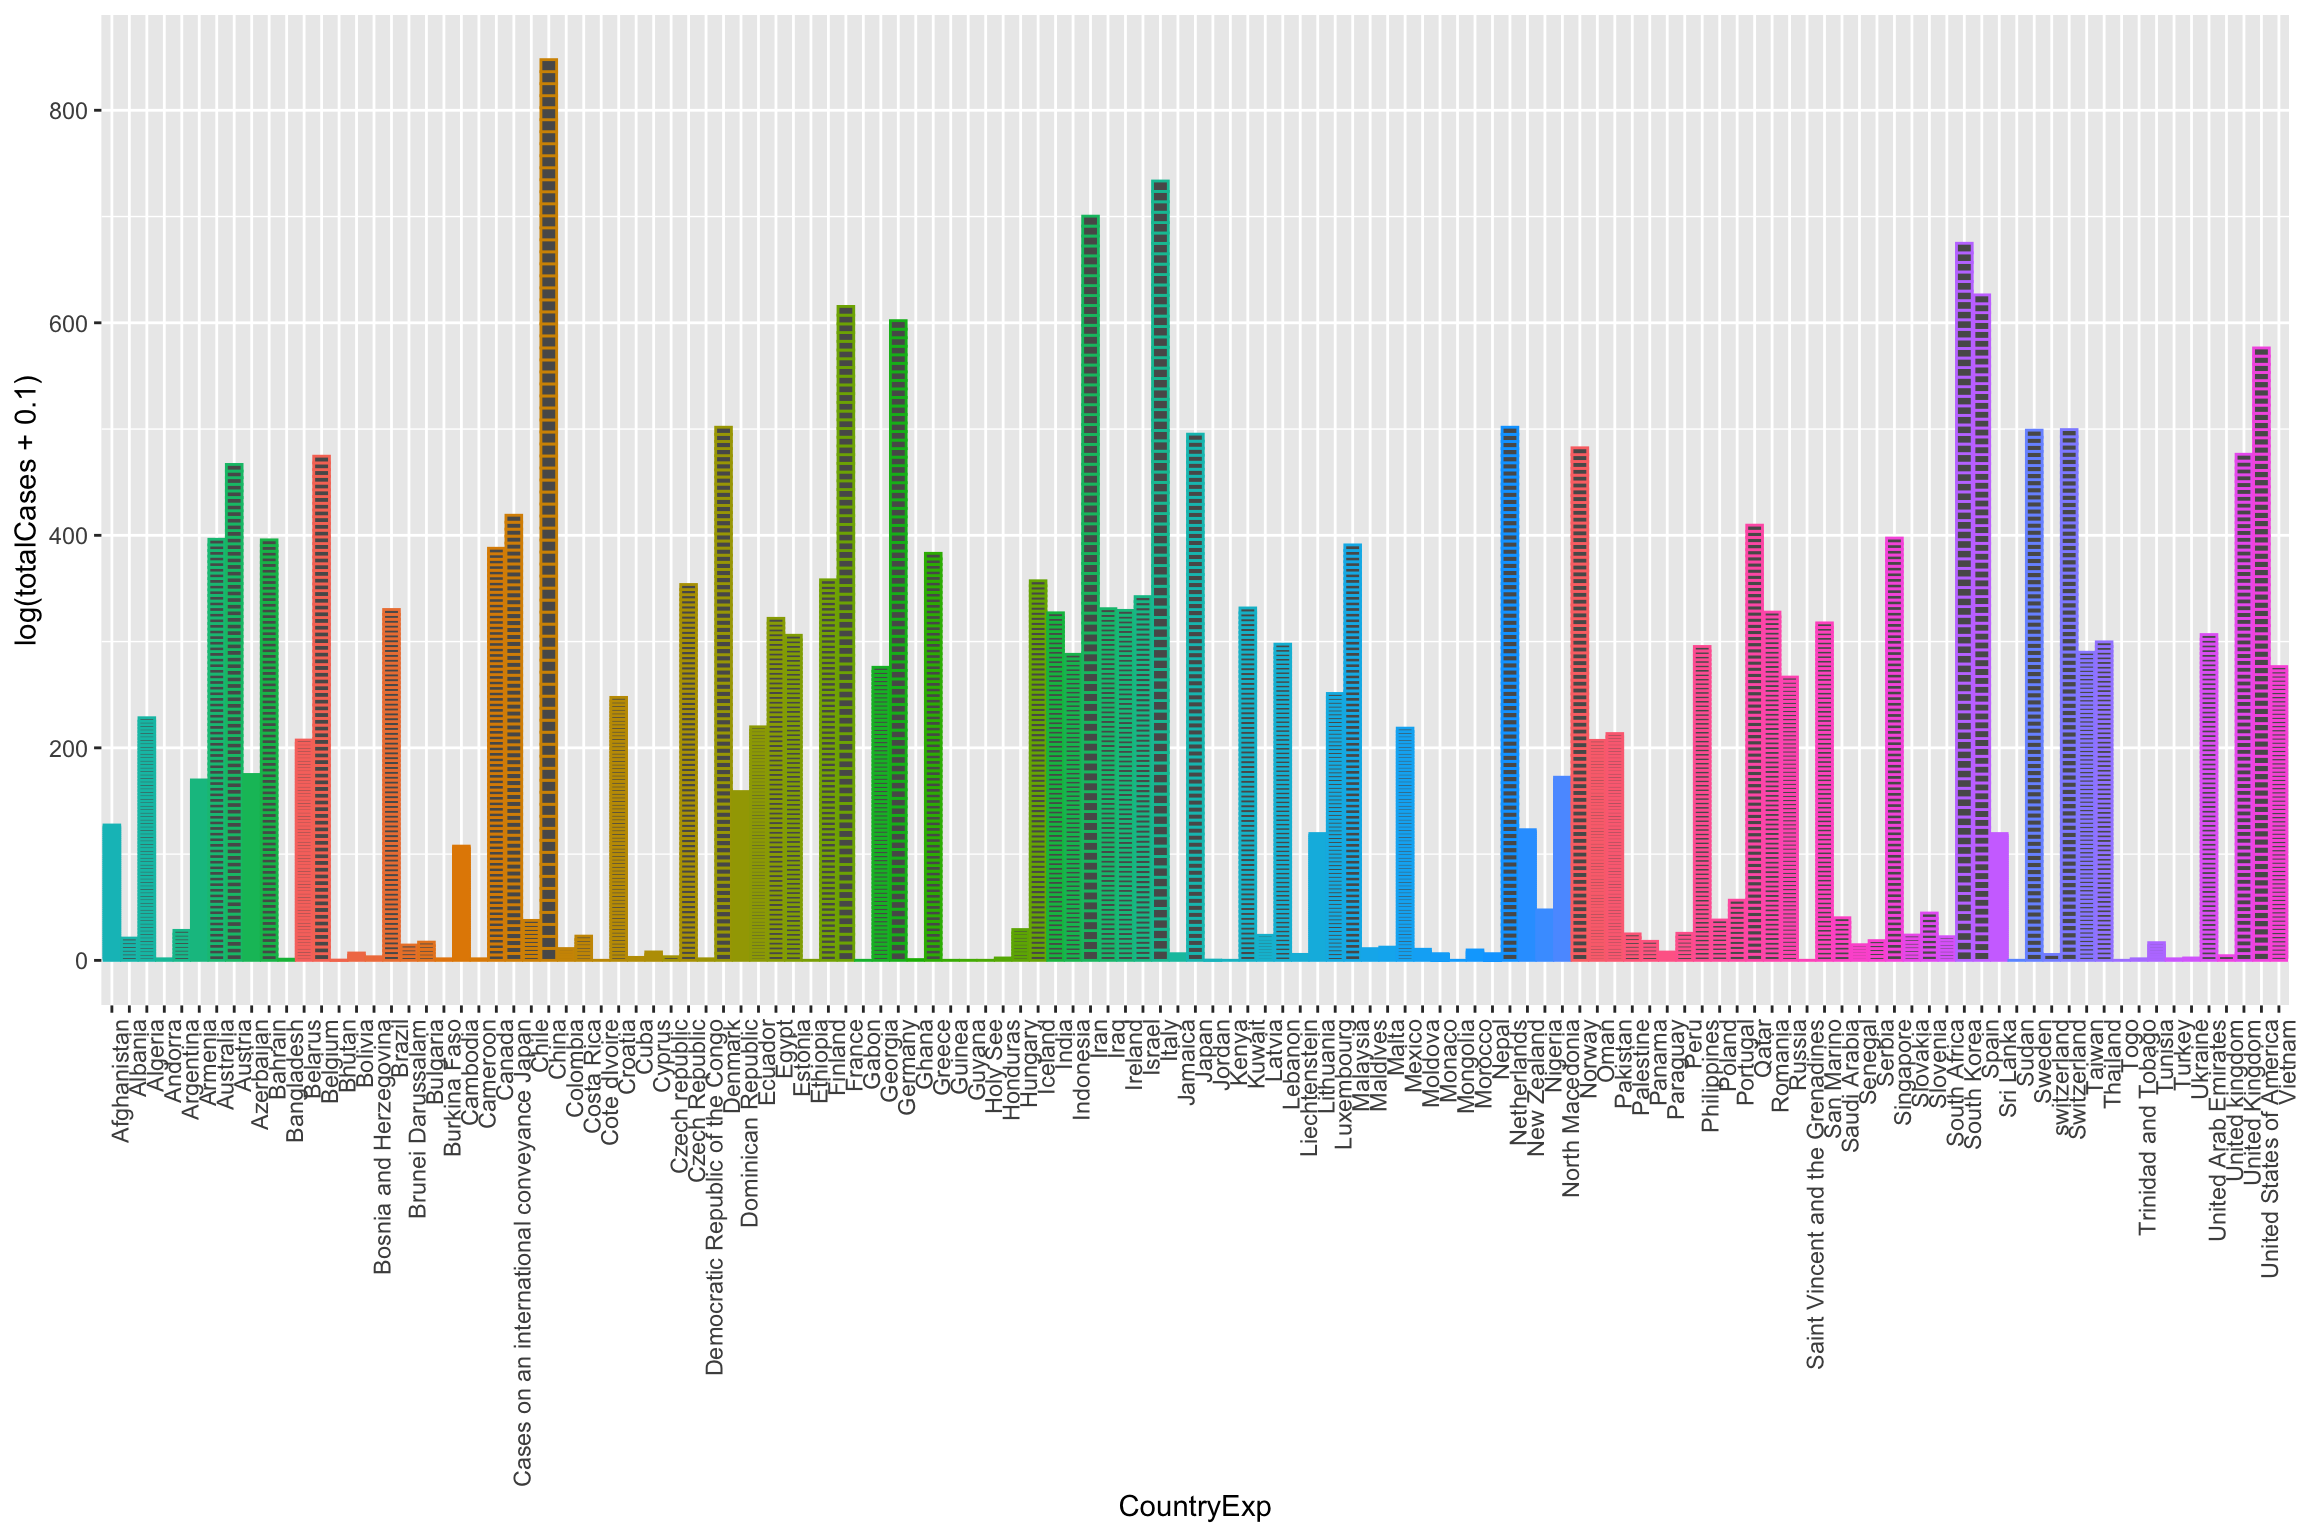 800
600
400
200
0
log(totalCases + 0.1)
Afghanistan
Albania
Algeria
Andorra
Argentina
Armenia
Australia
Austria
Azerbaijan
Bahrain
Bangladesh
Belarus
Belgium
Bhutan
Bolivia
Bosnia and Herzegovina
Brazil
Brunei Darussalam
Bulgaria
Burkina Faso
Cambodia
Cameroon
Canada
Cases on an international conveyance Japan
Chile
China
Colombia
Costa Rica
Cote dIvoire
Croatia
Cuba
Cyprus
Czech republic
Czech Republic
Democratic Republic of the Congo
Denmark
Dominican Republic
Ecuador
Egypt
Estonia
Ethiopia
Finland
France
Gabon
Georgia
Germany
Ghana
Greece
Guinea
Guyana
Holy See
Honduras
Hungary
Iceland
India
Indonesia
Iran
Iraq
Ireland
Israel
Italy
Jamaica
Japan
Jordan
Kenya
Kuwait
Latvia
Lebanon
Liechtenstein
Lithuania
Luxembourg
Malaysia
Maldives
Malta
Mexico
Moldova
Monaco
Mongolia
Morocco
Nepal
Netherlands
New Zealand
Nigeria
North Macedonia
Norway
Oman
Pakistan
Palestine
Panama
Paraguay
Peru
Philippines
Poland
Portugal
Qatar
Romania
Russia
Saint Vincent and the Grenadines
San Marino
Saudi Arabia
Senegal
Serbia
Singapore
Slovakia
Slovenia
South Africa
South Korea
Spain
Sri Lanka
Sudan
Sweden
switzerland
Switzerland
Taiwan
Thailand
Togo
Trinidad and Tobago
Tunisia
Turkey
Ukraine
United Arab Emirates
United kingdom
United Kingdom
United States of America
Vietnam
CountryExp